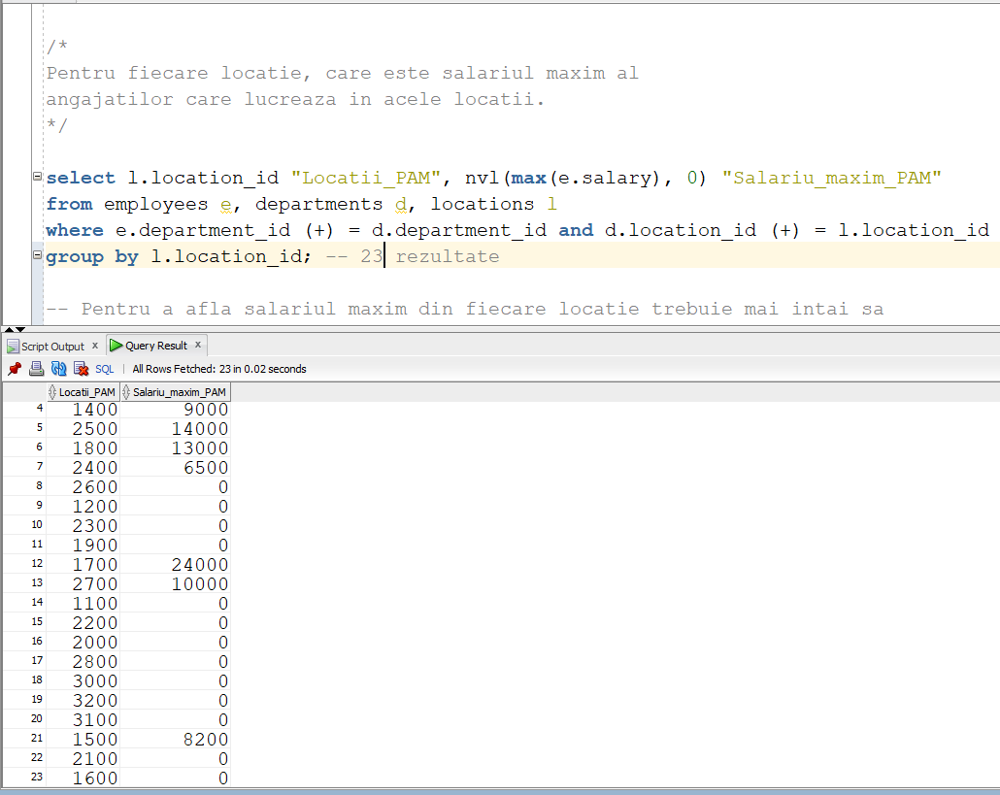 /*
Pentru fiecare locatie, care este salariul maxim al
angajatilor care lucreaza in acele locatii.
*/
select l.location_id "Locatii_PAM", nvl(max(e.salary), 0) "Salariu_maxim_PAM"
from employees e, departments d, locations l
where e.department_id (+) = d.department_id and d.location_id (+) = l.location_id
group by l.location_id; -- 23 rezultate
-- Pentru a afla salariul maxim din fiecare locatie trebuie mai intai sa
Script Output x Query Result x
SQL | All Rows Fetched: 23 in 0.02 seconds
Locatii_PAM Salariu_maxim_PAM
4 1400 9000
5 2500 14000
6 1800 13000
7 2400 6500
8 2600 0
9 1200 0
10 2300 0
11 1900 0
12 1700 24000
13 2700 10000
14 1100 0
15 2200 0
16 2000 0
17 2800 0
18 3000 0
19 3200 0
20 3100 0
21 1500 8200
22 2100 0
23 1600 0